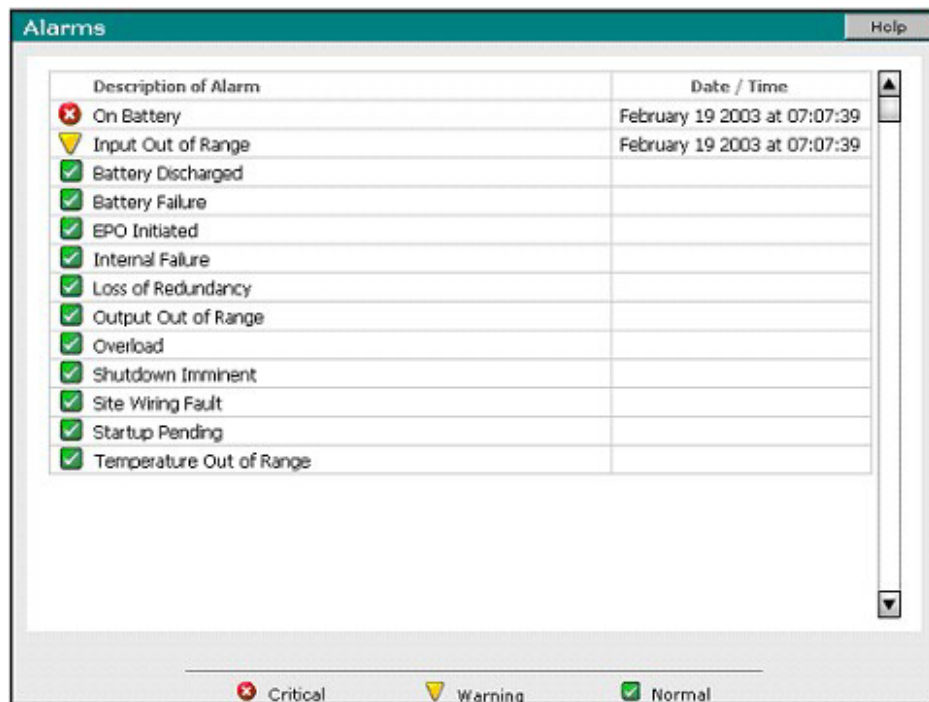 Alarms Help
Description of Alarm Date / Time
On Battery February 19 2003 at 07:07:39
Input Out of Range February 19 2003 at 07:07:39
Battery Discharged
Battery Failure
EPO Initiated
Internal Failure
Loss of Redundancy
Output Out of Range
Overload
Shutdown Imminent
Site Wiring Fault
Startup Pending
Temperature Out of Range
Critical Warning Normal